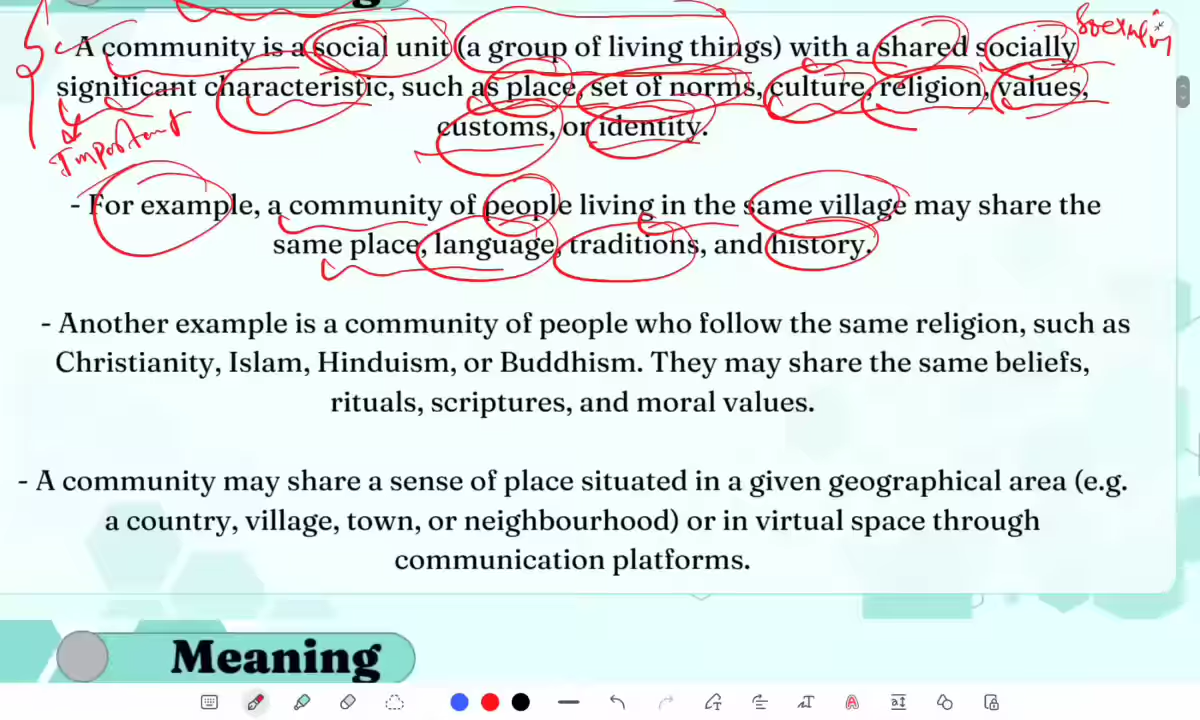 A community is a social unit (a group of living things) with a shared socially
significant characteristic, such as place, set of norms, culture, religion, values,
customs, or identity.
Important
- For example, a community of people living in the same village may share the
same place, language, traditions, and history.
- Another example is a community of people who follow the same religion, such as
Christianity, Islam, Hinduism, or Buddhism. They may share the same beliefs,
rituals, scriptures, and moral values.
- A community may share a sense of place situated in a given geographical area (e.g.
a country, village, town, or neighbourhood) or in virtual space through
communication platforms.
Meaning